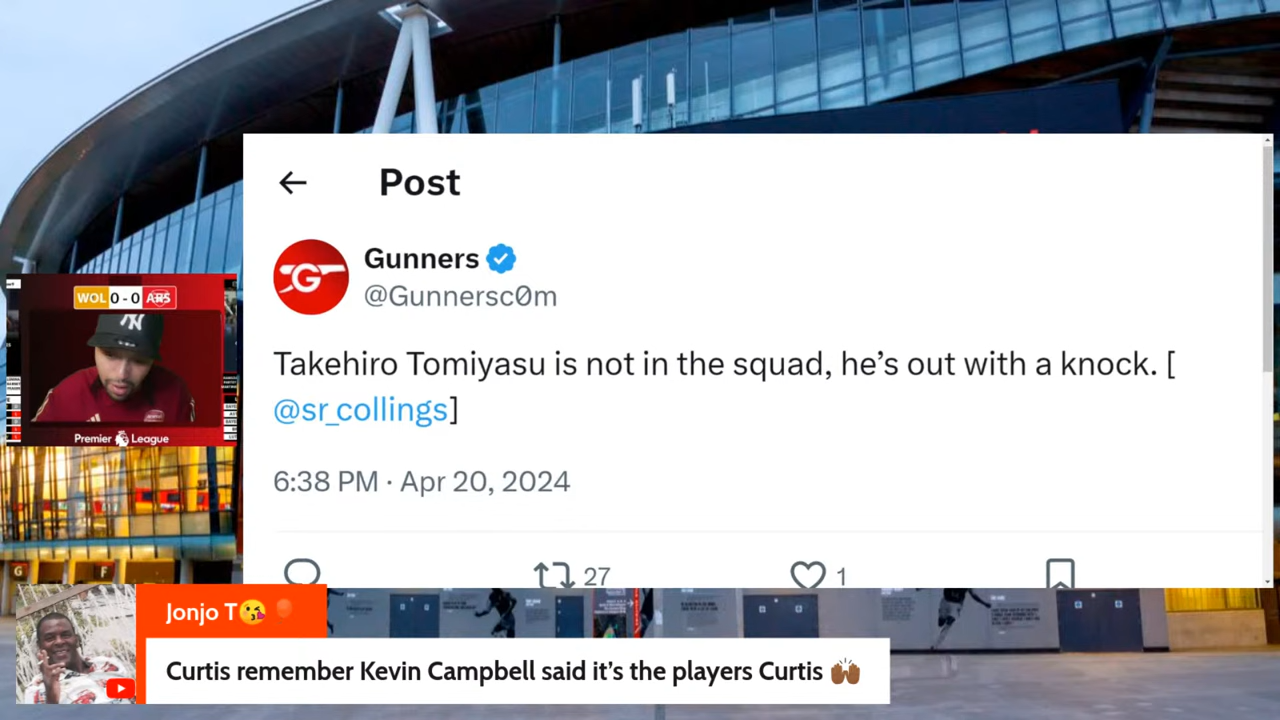 Post
Gunners
@Gunnersc0m
Takehiro Tomiyasu is not in the squad, he’s out with a knock. [
@sr_collings]
6:38 PM · Apr 20, 2024
27
1
WOL 0 - 0 ARS
Premier League
G
F
Jonjo T😘🎈
Curtis remember Kevin Campbell said it’s the players Curtis 🙌🏾